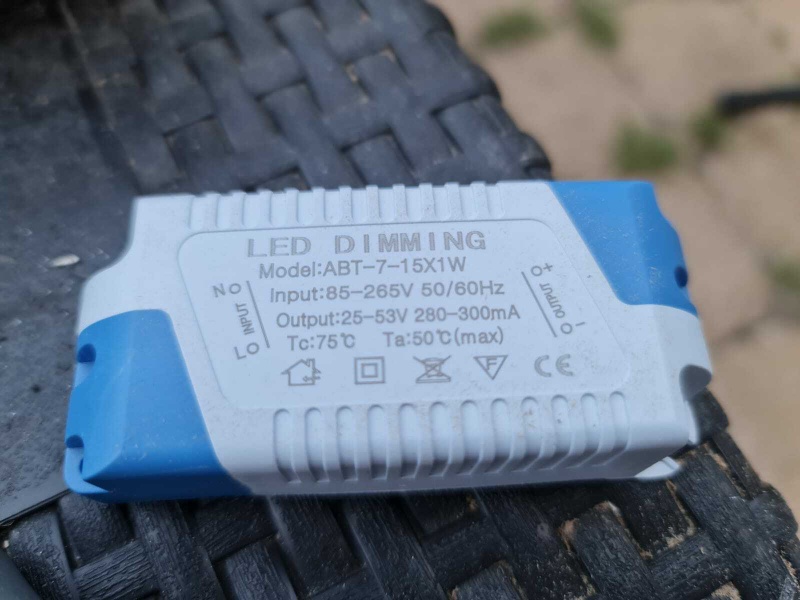 LED DIMMING
Model:ABT-7-15X1W
Input:85-265V 50/60Hz
Output:25-53V 280-300mA
Tc:75℃ Ta:50℃(max)
N
INPUT
L
+
OUTPUT
-
F
CE